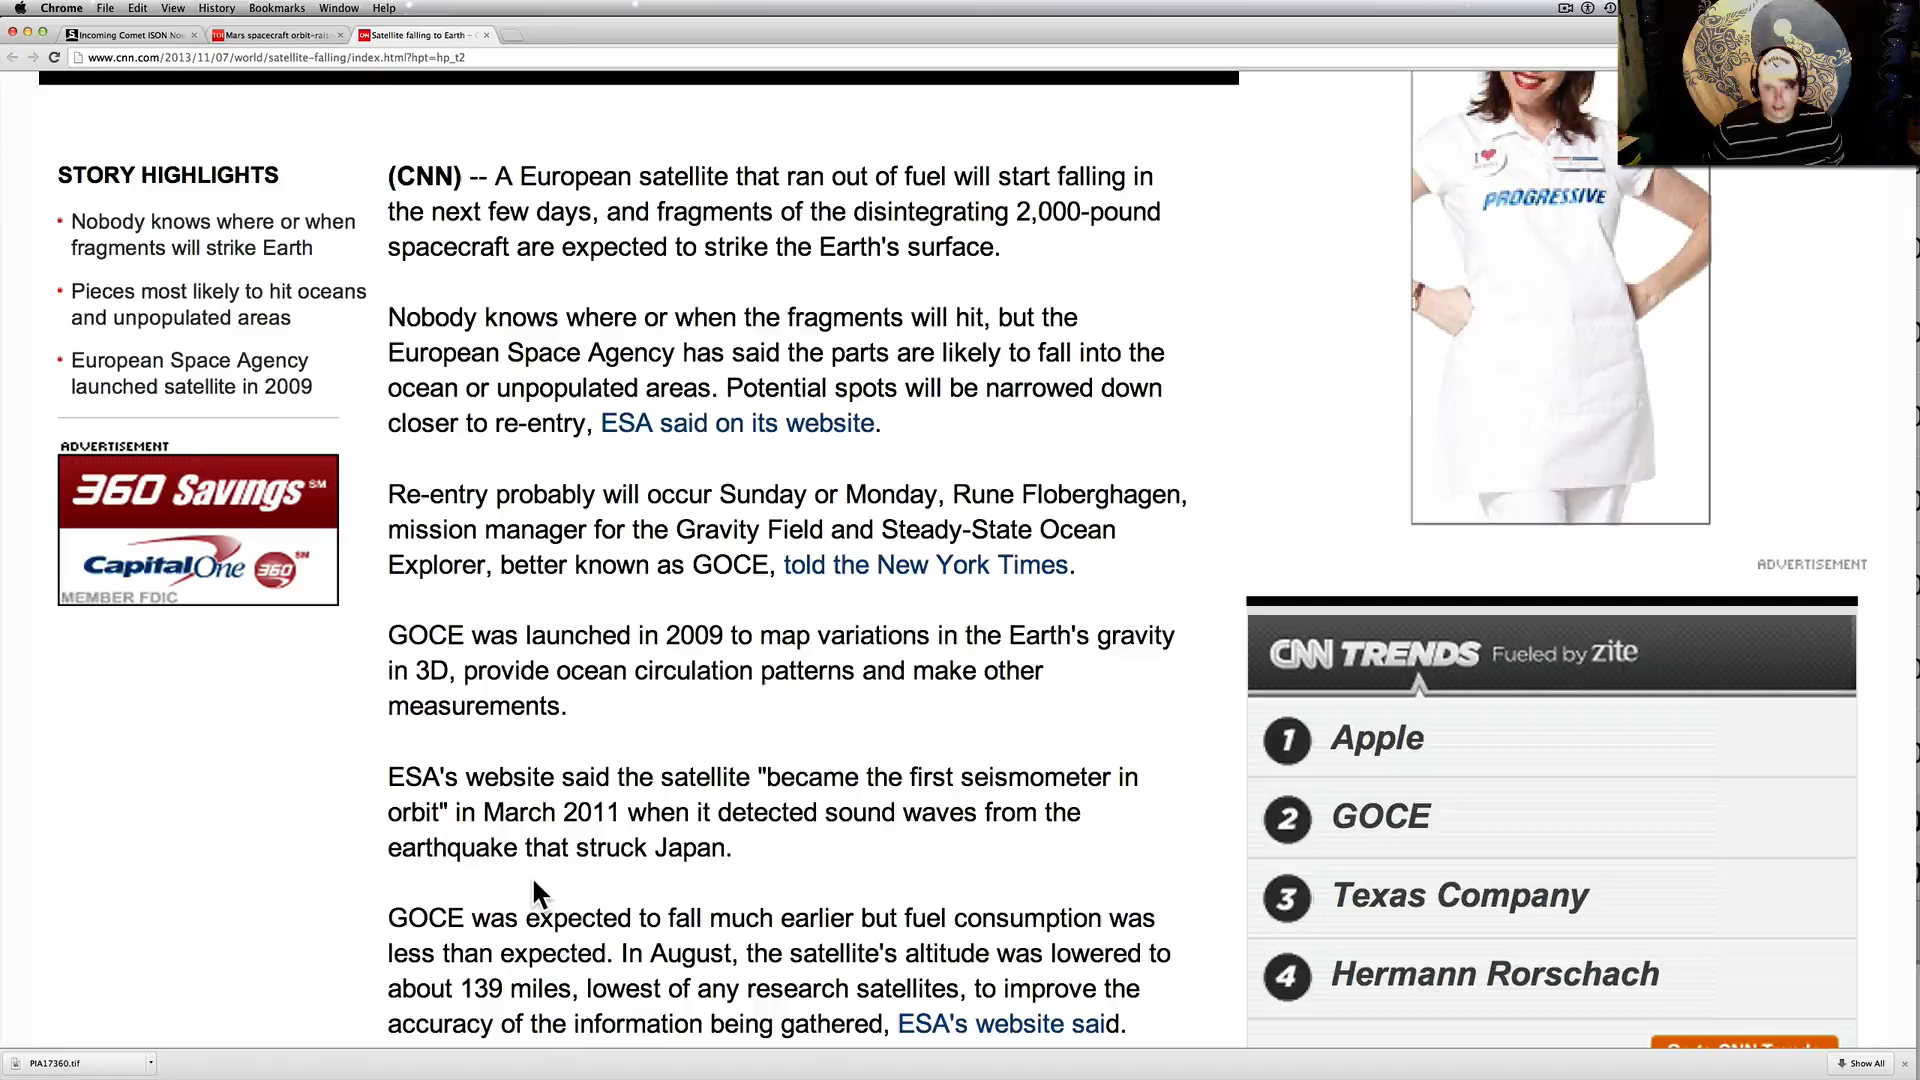 Chrome File Edit View History Bookmarks Window Help
Incoming Comet ISON Now
Mars spacecraft orbit-rais
Satellite falling to Earth -
www.cnn.com/2013/11/07/world/satellite-falling/index.html?hpt=hp_t2
STORY HIGHLIGHTS
Nobody knows where or when
fragments will strike Earth
Pieces most likely to hit oceans
and unpopulated areas
European Space Agency
launched satellite in 2009
ADVERTISEMENT
360 Savings SM
CapitalOne 360 SM
MEMBER FDIC
(CNN) -- A European satellite that ran out of fuel will start falling in
the next few days, and fragments of the disintegrating 2,000-pound
spacecraft are expected to strike the Earth's surface.
Nobody knows where or when the fragments will hit, but the
European Space Agency has said the parts are likely to fall into the
ocean or unpopulated areas. Potential spots will be narrowed down
closer to re-entry, ESA said on its website.
Re-entry probably will occur Sunday or Monday, Rune Floberghagen,
mission manager for the Gravity Field and Steady-State Ocean
Explorer, better known as GOCE, told the New York Times.
GOCE was launched in 2009 to map variations in the Earth's gravity
in 3D, provide ocean circulation patterns and make other
measurements.
ESA's website said the satellite "became the first seismometer in
orbit" in March 2011 when it detected sound waves from the
earthquake that struck Japan.
GOCE was expected to fall much earlier but fuel consumption was
less than expected. In August, the satellite's altitude was lowered to
about 139 miles, lowest of any research satellites, to improve the
accuracy of the information being gathered, ESA's website said.
I
PROGRESSIVE
ADVERTISEMENT
CNN TRENDS Fueled by zite
1 Apple
2 GOCE
3 Texas Company
4 Hermann Rorschach
PIA17360.tif
Show All